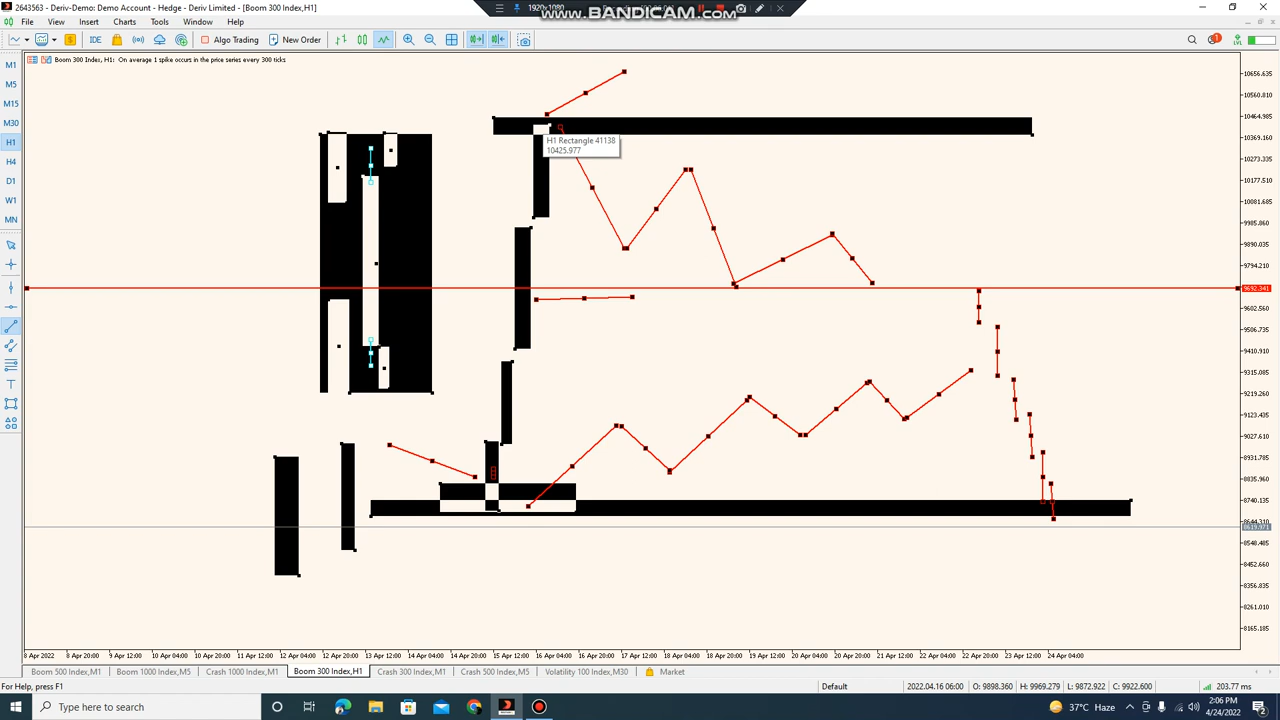 2643563 - Deriv-Demo: Demo Account - Hedge - Deriv Limited - [Boom 300 Index,H1]
1920x1080
www.BANDICAM.com
File View Insert Charts Tools Window Help
IDE Algo Trading New Order
1
LVL
M1
M5
M15
M30
H1
H4
D1
W1
MN
T
Boom 300 Index, H1: On average 1 spike occurs in the price series every 300 ticks
H1 Rectangle 41138
10425.977
10656.635
10560.810
10464.985
10369.160
10273.335
10177.510
10081.685
9985.860
9890.035
9794.210
9692.341
9602.560
9506.735
9410.910
9315.085
9219.260
9123.435
9027.610
8931.785
8835.960
8740.135
8644.310
8619.971
8548.485
8452.660
8356.835
8261.010
8165.185
8 Apr 2022 8 Apr 20:00 9 Apr 12:00 10 Apr 04:00 10 Apr 20:00 11 Apr 12:00 12 Apr 04:00 12 Apr 20:00 13 Apr 12:00 14 Apr 04:00 14 Apr 20:00 15 Apr 12:00 16 Apr 04:00 16 Apr 20:00 17 Apr 12:00 18 Apr 04:00 18 Apr 20:00 19 Apr 12:00 20 Apr 04:00 20 Apr 20:00 21 Apr 12:00 22 Apr 04:00 22 Apr 20:00 23 Apr 12:00 24 Apr 04:00
Boom 500 Index,M1 Boom 1000 Index,M5 Crash 1000 Index,M1 Boom 300 Index,H1 Crash 300 Index,M1 Crash 500 Index,M5 Volatility 100 Index,M30 Market
For Help, press F1 Default 2022.04.16 06:00 O: 9898.360 H: 9969.279 L: 9872.922 C: 9922.600 203.77 ms
Type here to search
37°C Haze
2:06 PM
4/24/2022